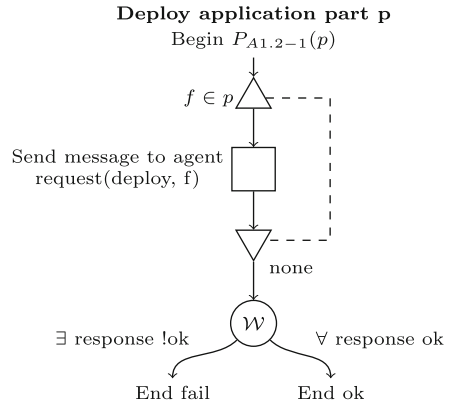 Deploy application part p
Begin P_{A1.2−1}(p)
f ∈ p
Send message to agent
request(deploy, f)
none
𝒲
∃ response !ok
∀ response ok
End fail
End ok